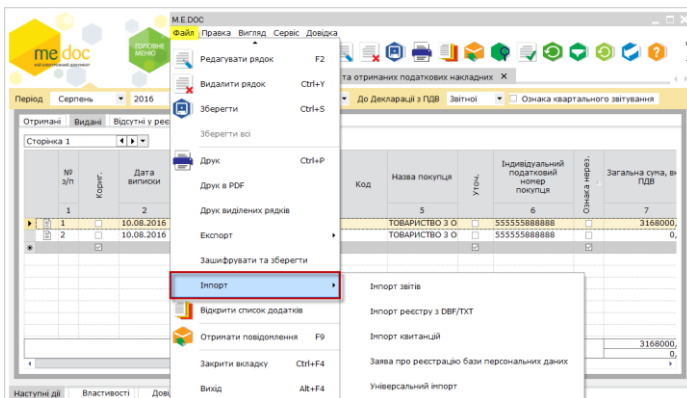 M.E.DOC
Файл Правка Вигляд Сервіс Довідка
me doc
ГОЛОВНЕ МЕНЮ
Редагувати рядок F2
Видалити рядок Ctrl+Y
та отриманих податкових накладних ×
Період Серпень 2016
До Декларації з ПДВ Звітної Ознака квартального звітування
Зберегти Ctrl+S
Зберегти всі
Отримані Видані Відсутні у реє
Сторінка 1
Друк Ctrl+P
Друк в PDF
Друк виділених рядків
Експорт
Зашифрувати та зберегти
Імпорт
Відкрити список додатків
Отримати повідомлення F9
Закрити вкладку Ctrl+F4
Вихід Alt+F4
№ з/п
Кориг.
Дата виписки
Код
Назва покупця
Уточ.
Індивідуальний податковий номер покупця
Ознака нерез.
Загальна сума, вк
ПДВ
1 2 5 6 7
1 10.08.2016 ТОВАРИСТВО З О 555555888888 3168000,
2 10.08.2016 ТОВАРИСТВО З О 555555888888 0,
Імпорт звітів
Імпорт реєстру з DBF/TXT
Імпорт квитанцій
Заява про реєстрацію бази персональних даних
Універсальний імпорт
3168000,
0,
Наступні дії Властивості Дові